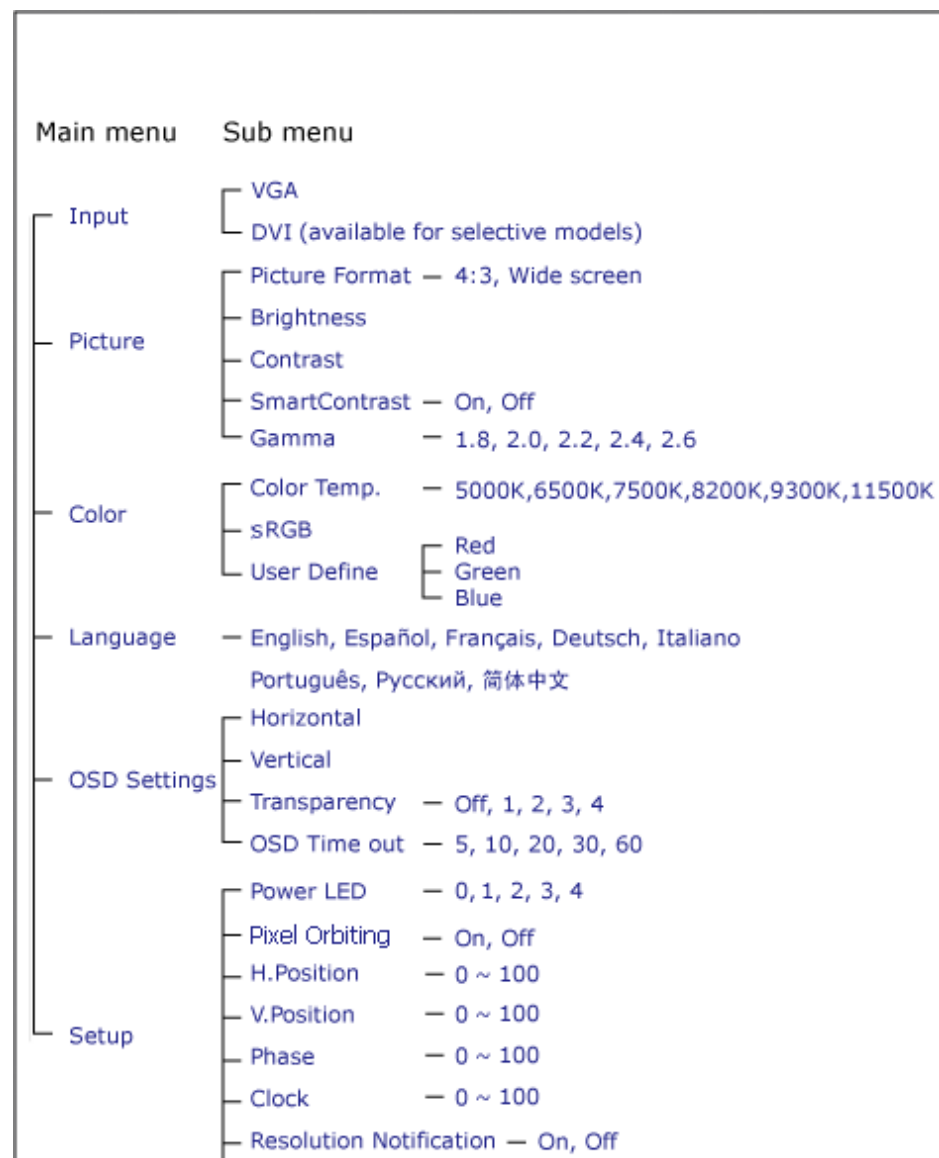 Main menu Sub menu
VGA
Input
DVI (available for selective models)
Picture Format — 4:3, Wide screen
Brightness
Picture
Contrast
SmartContrast — On, Off
Gamma — 1.8, 2.0, 2.2, 2.4, 2.6
Color Temp. — 5000K,6500K,7500K,8200K,9300K,11500K
Color
sRGB
Red
User Define Green
Blue
Language — English, Español, Français, Deutsch, Italiano
Português, Русский, 简体中文
Horizontal
Vertical
OSD Settings
Transparency — Off, 1, 2, 3, 4
OSD Time out — 5, 10, 20, 30, 60
Power LED — 0, 1, 2, 3, 4
Pixel Orbiting — On, Off
H.Position — 0 ~ 100
V.Position — 0 ~ 100
Setup
Phase — 0 ~ 100
Clock — 0 ~ 100
Resolution Notification — On, Off